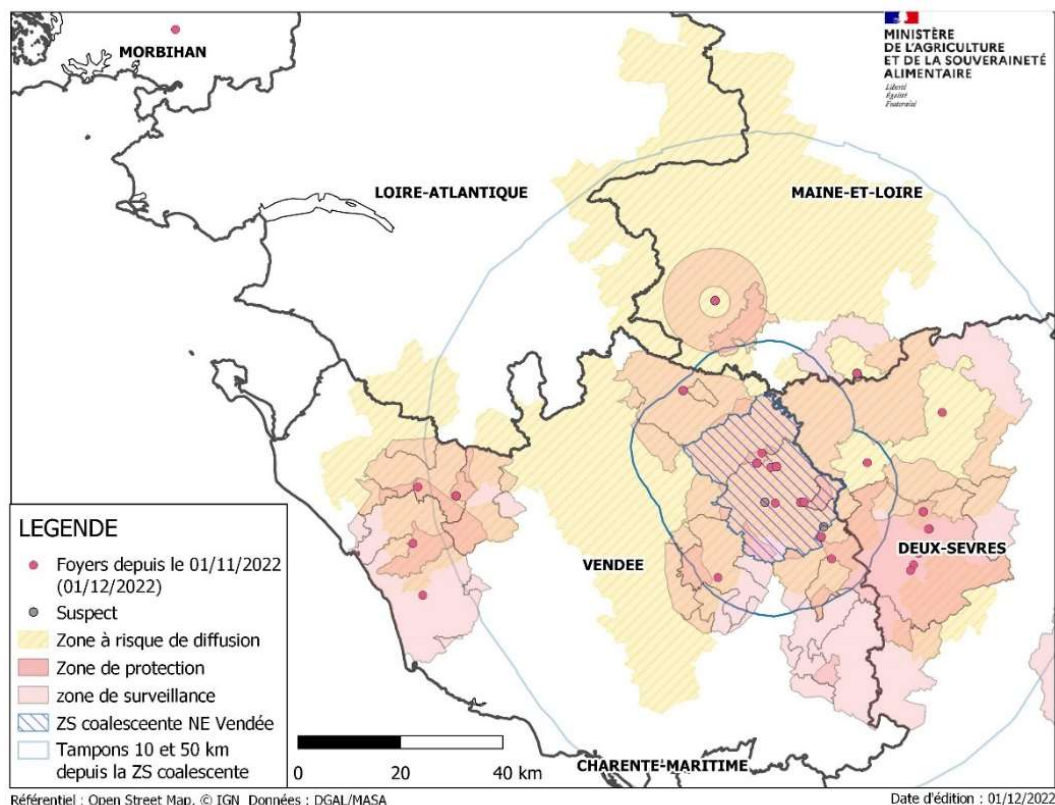 MORBIHAN
MINISTÈRE
DE L'AGRICULTURE
ET DE LA SOUVERAINETÉ
ALIMENTAIRE
Liberté
Égalité
Fraternité
LOIRE-ATLANTIQUE
MAINE-ET-LOIRE
VENDEE
DEUX-SEVRES
CHARENTE-MARITIME
LEGENDE
Foyers depuis le 01/11/2022
(01/12/2022)
Suspect
Zone à risque de diffusion
Zone de protection
zone de surveillance
ZS coalesceente NE Vendée
Tampons 10 et 50 km
depuis la ZS coalescente
0 20 40 km
Référentiel : Open Street Map, © IGN Données : DGAL/MASA
Date d'édition : 01/12/2022